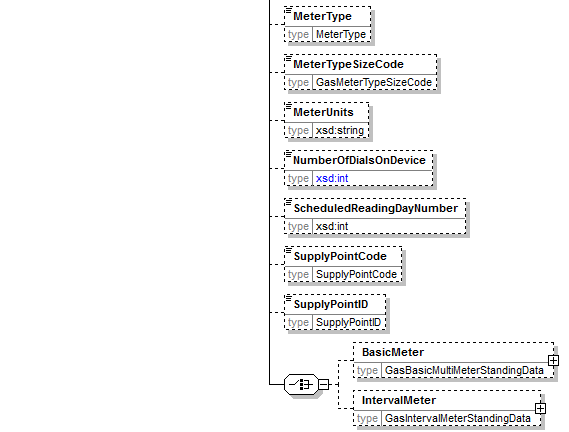 MeterType
type MeterType
MeterTypeSizeCode
type GasMeterTypeSizeCode
MeterUnits
type xsd:string
NumberOfDialsOnDevice
type xsd:int
ScheduledReadingDayNumber
type xsd:int
SupplyPointCode
type SupplyPointCode
SupplyPointID
type SupplyPointID
BasicMeter
type GasBasicMultiMeterStandingData
IntervalMeter
type GasIntervalMeterStandingData